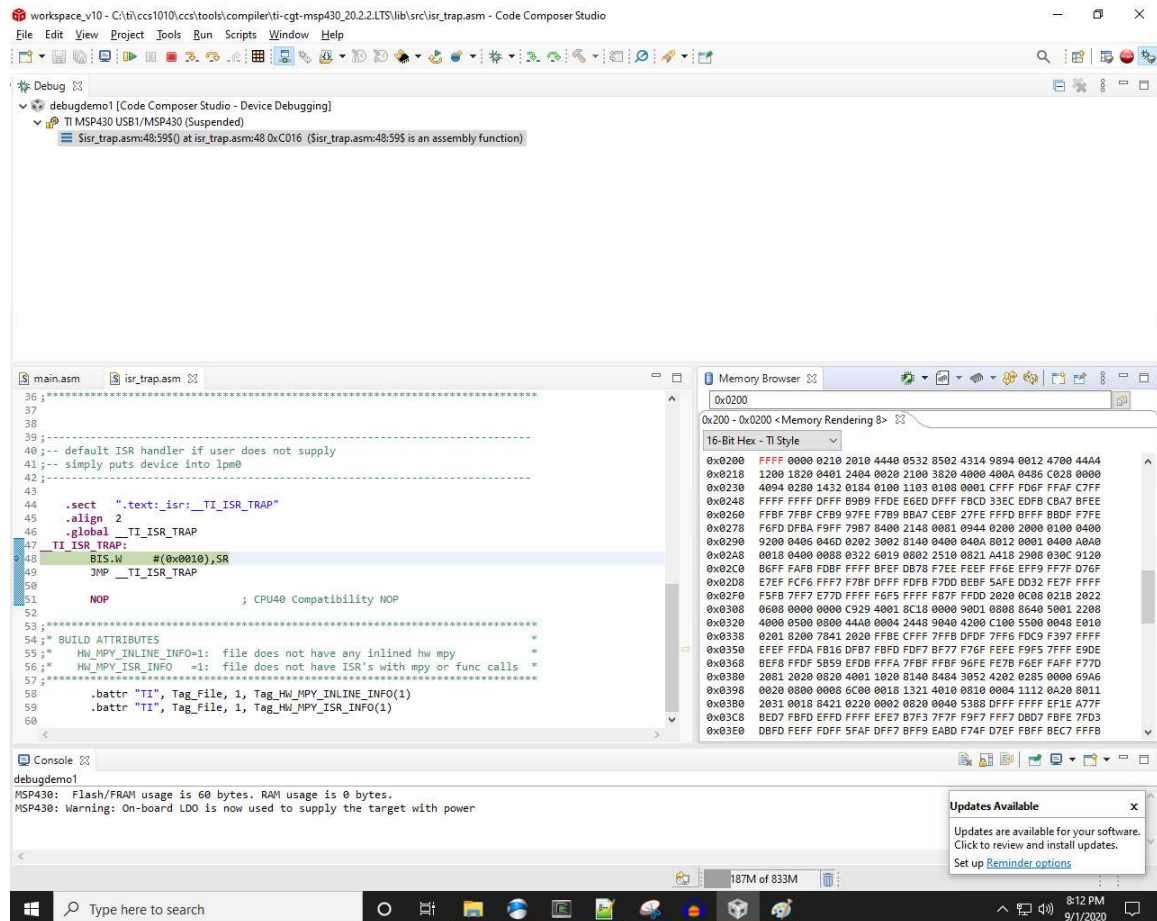 workspace_v10 - C:\ti\ccs1010\ccs\tools\compiler\ti-cgt-msp430_20.2.2.LTS\lib\src\isr_trap.asm - Code Composer Studio
File Edit View Project Tools Run Scripts Window Help
Debug
debugdemo1 [Code Composer Studio - Device Debugging]
TI MSP430 USB1/MSP430 (Suspended)
$isr_trap.asm:48:59$() at isr_trap.asm:48 0xC016 ($isr_trap.asm:48:59$ is an assembly function)
main.asm isr_trap.asm
36 ;******************************************************************************
37
38
39 ;-----------------------------------------------------------------------------
40 ;-- default ISR handler if user does not supply
41 ;-- simply puts device into lpm0
42 ;-----------------------------------------------------------------------------
43
44 .sect ".text:_isr:__TI_ISR_TRAP"
45 .align 2
46 .global __TI_ISR_TRAP
47 __TI_ISR_TRAP:
48 BIS.W #(0x0010),SR
49 JMP __TI_ISR_TRAP
50
51 NOP ; CPU40 Compatibility NOP
52
53 ;******************************************************************************
54 ;* BUILD ATTRIBUTES *
55 ;* HW_MPY_INLINE_INFO=1: file does not have any inlined hw mpy *
56 ;* HW_MPY_ISR_INFO =1: file does not have ISR's with mpy or func calls *
57 ;******************************************************************************
58 .battr "TI", Tag_File, 1, Tag_HW_MPY_INLINE_INFO(1)
59 .battr "TI", Tag_File, 1, Tag_HW_MPY_ISR_INFO(1)
60
Memory Browser
0x0200
0x200 - 0x0200 <Memory Rendering 8>
16-Bit Hex - TI Style
0x0200 FFFF 0000 0210 2010 4440 0532 8502 4314 9894 0012 4700 44A4
0x0218 1200 1820 0401 2404 0020 2100 3820 4000 400A 0486 C028 0000
0x0230 4094 0280 1432 0184 0100 1103 0108 0001 CFFF FD6F FFAF C7FF
0x0248 FFFF FFFF DFFF B9B9 FFDE E6ED DFFF FBCD 33EC EDFB CBA7 BFEE
0x0260 FFBF 7FBF CFB9 97FE F7B9 BBA7 CEBF 27FE FFFD BFFF BBDF F7FE
0x0278 F6FD DFBA F9FF 79B7 8400 2148 0081 0944 0200 2000 0100 0400
0x0290 9200 0406 046D 0202 3002 8140 0400 040A 8012 0001 0400 A0A0
0x02A8 0018 0400 0088 0322 6019 0802 2510 0821 A418 2908 030C 9120
0x02C0 B6FF FAFB FDBF FFFF BFEF DB78 F7EE FEEF FF6E EFF9 FF7F D76F
0x02D8 E7EF FCF6 FFF7 F7BF DFFF FDFB F7DD BEBF 5AFE DD32 FE7F FFFF
0x02F0 F5FB 7FF7 E77D FFFF F6F5 FFFF F87F FFDD 2020 0C08 021B 2022
0x0308 0608 0000 0000 C929 4001 8C18 0000 90D1 0808 8640 5001 2208
0x0320 4000 0500 0800 44A0 0004 2448 9040 4200 C100 5500 0048 E010
0x0338 0201 8200 7841 2020 FFBE CFFF 7FFB DFDF 7FF6 FDC9 F397 FFFF
0x0350 EFEF FFDA FB16 DFB7 FBFD FDF7 BF77 F76F FEFE F9F5 7FFF E9DE
0x0368 BEF8 FFDF 5B59 EFDB FFFA 7FBF FFBF 96FE FE7B F6EF FAFF F77D
0x0380 2081 2020 0820 4001 1020 8140 8484 3052 4202 0285 0000 69A6
0x0398 0020 0800 0008 6C00 0018 1321 4010 0810 0004 1112 0A20 8011
0x03B0 2031 0018 8421 0220 0002 0820 0040 5388 DFFF FFFF EF1E A77F
0x03C8 BED7 FBFD EFFD FFFF EFE7 B7F3 7F7F F9F7 FFF7 DBD7 FBFE 7FD3
0x03E0 DBFD FEFF FDFF 5FAF DFF7 BFF9 EABD F74F D7EF FBFF BEC7 FFFB
Console
debugdemo1
MSP430: Flash/FRAM usage is 60 bytes. RAM usage is 0 bytes.
MSP430: Warning: On-board LDO is now used to supply the target with power
Updates Available x
Updates are available for your software.
Click to review and install updates.
Set up Reminder options
187M of 833M
Type here to search
8:12 PM
9/1/2020